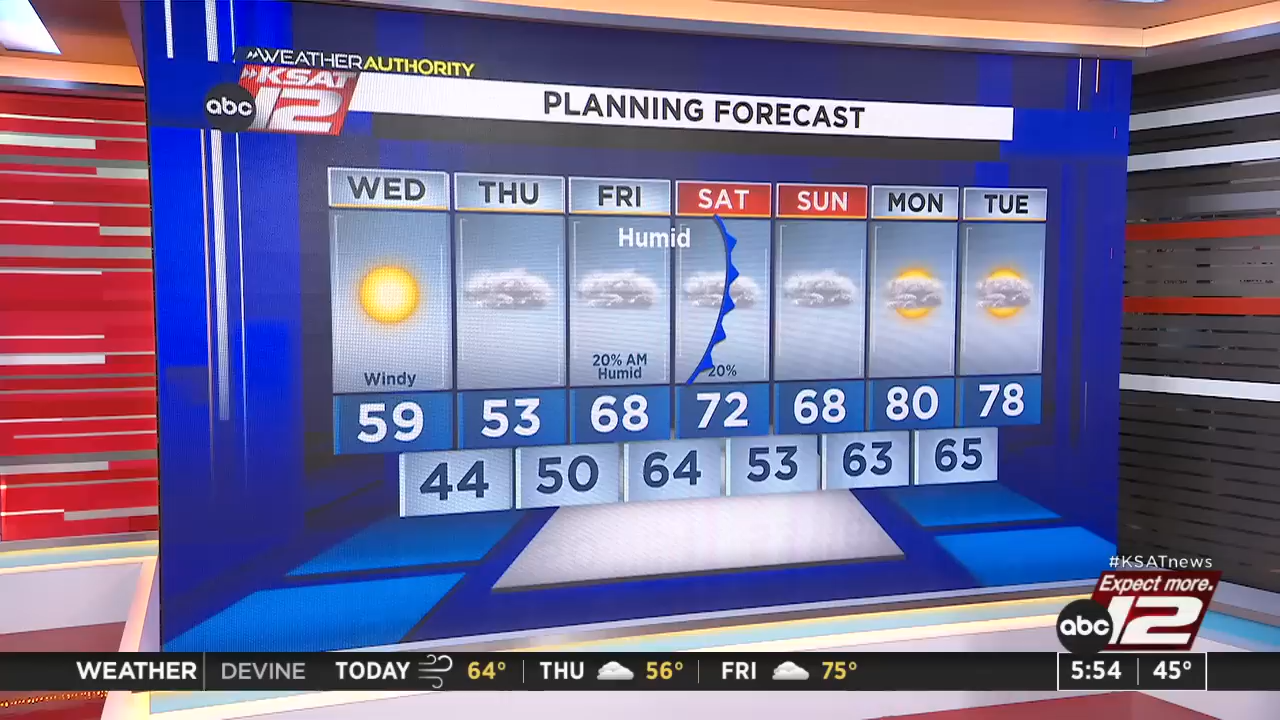 WEATHERAUTHORITY
KSAT
abc 12
PLANNING FORECAST
WED THU FRI SAT SUN MON TUE
Humid
20% AM
Humid
Windy
20%
59 53 68 72 68 80 78
44 50 64 53 63 65
#KSATnews
Expect more.
abc 12
WEATHER DEVINE TODAY 64° THU 56° FRI 75° 5:54 45°